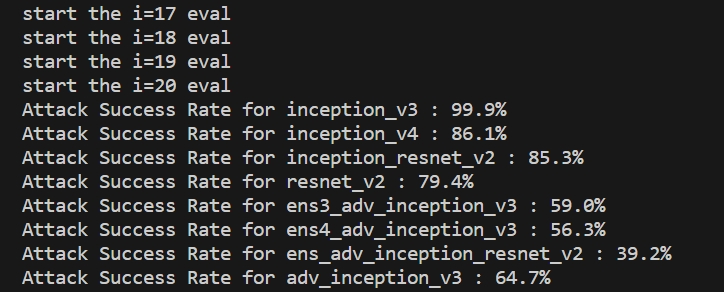 start the i=17 eval
start the i=18 eval
start the i=19 eval
start the i=20 eval
Attack Success Rate for inception_v3 : 99.9%
Attack Success Rate for inception_v4 : 86.1%
Attack Success Rate for inception_resnet_v2 : 85.3%
Attack Success Rate for resnet_v2 : 79.4%
Attack Success Rate for ens3_adv_inception_v3 : 59.0%
Attack Success Rate for ens4_adv_inception_v3 : 56.3%
Attack Success Rate for ens_adv_inception_resnet_v2 : 39.2%
Attack Success Rate for adv_inception_v3 : 64.7%